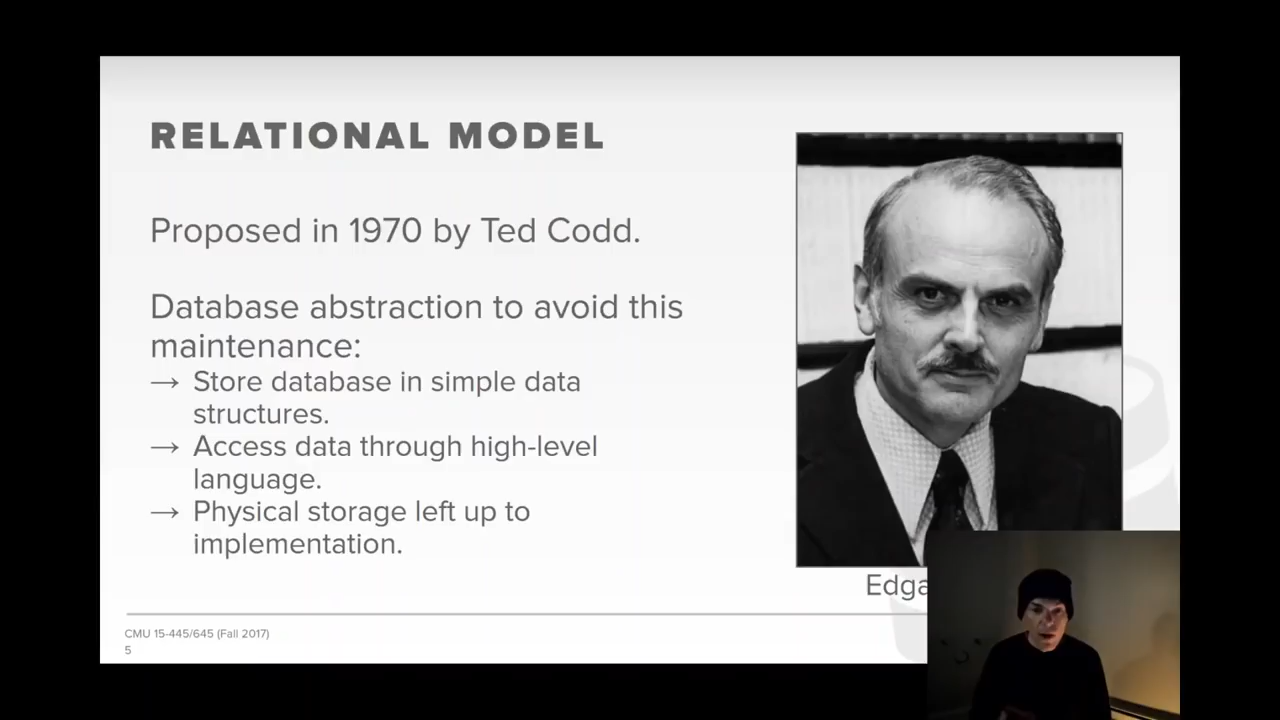 RELATIONAL MODEL
Proposed in 1970 by Ted Codd.
Database abstraction to avoid this
maintenance:
→ Store database in simple data
structures.
→ Access data through high-level
language.
→ Physical storage left up to
implementation.
Edga
CMU 15-445/645 (Fall 2017)
5